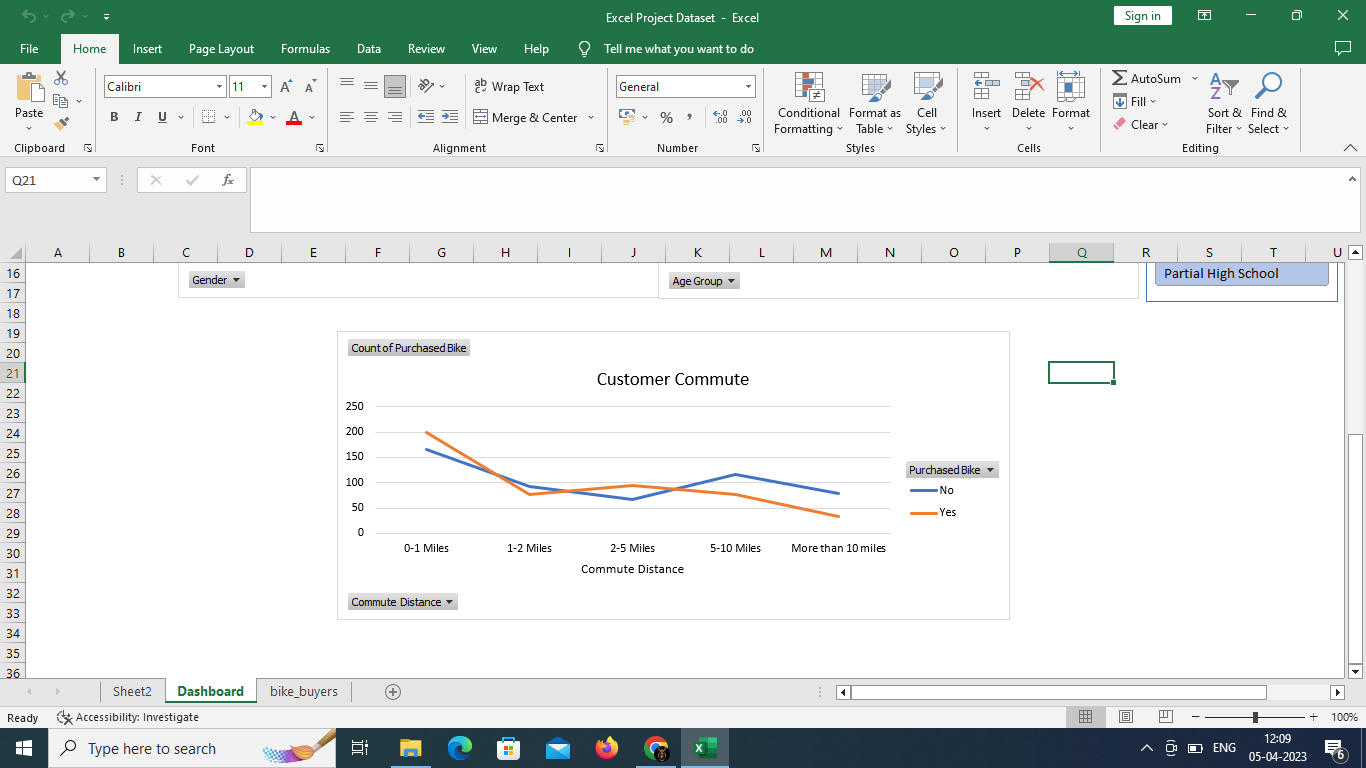 Excel Project Dataset - Excel
Sign in
File Home Insert Page Layout Formulas Data Review View Help Tell me what you want to do
Paste
Clipboard
Calibri 11
B I U A
Font
ab Wrap Text
Merge & Center
Alignment
General
% ,
Number
Conditional Formatting
Format as Table
Cell Styles
Styles
Insert Delete Format
Cells
AutoSum
Fill
Clear
Sort & Filter
Find & Select
Editing
Q21 fx
A B C D E F G H I J K L M N O P Q R S T U
16
17
18
19
20
21
22
23
24
25
26
27
28
29
30
31
32
33
34
35
36
Gender
Age Group
Partial High School
Count of Purchased Bike
Customer Commute
250
200
150
100
50
0
0-1 Miles 1-2 Miles 2-5 Miles 5-10 Miles More than 10 miles
Commute Distance
Purchased Bike
No
Yes
Commute Distance
Sheet2 Dashboard bike_buyers
Ready Accessibility: Investigate 100%
Type here to search
ENG
12:09
05-04-2023
6